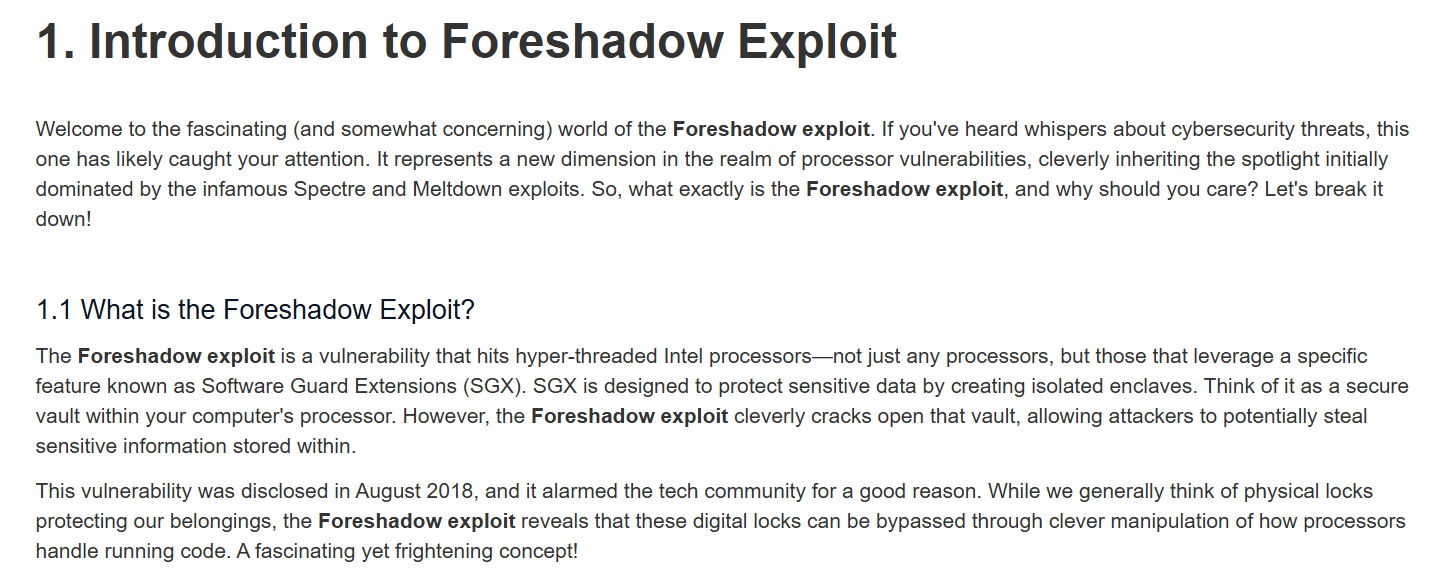 1. Introduction to Foreshadow Exploit
Welcome to the fascinating (and somewhat concerning) world of the Foreshadow exploit. If you've heard whispers about cybersecurity threats, this
one has likely caught your attention. It represents a new dimension in the realm of processor vulnerabilities, cleverly inheriting the spotlight initially
dominated by the infamous Spectre and Meltdown exploits. So, what exactly is the Foreshadow exploit, and why should you care? Let's break it
down!
1.1 What is the Foreshadow Exploit?
The Foreshadow exploit is a vulnerability that hits hyper-threaded Intel processors—not just any processors, but those that leverage a specific
feature known as Software Guard Extensions (SGX). SGX is designed to protect sensitive data by creating isolated enclaves. Think of it as a secure
vault within your computer's processor. However, the Foreshadow exploit cleverly cracks open that vault, allowing attackers to potentially steal
sensitive information stored within.
This vulnerability was disclosed in August 2018, and it alarmed the tech community for a good reason. While we generally think of physical locks
protecting our belongings, the Foreshadow exploit reveals that these digital locks can be bypassed through clever manipulation of how processors
handle running code. A fascinating yet frightening concept!